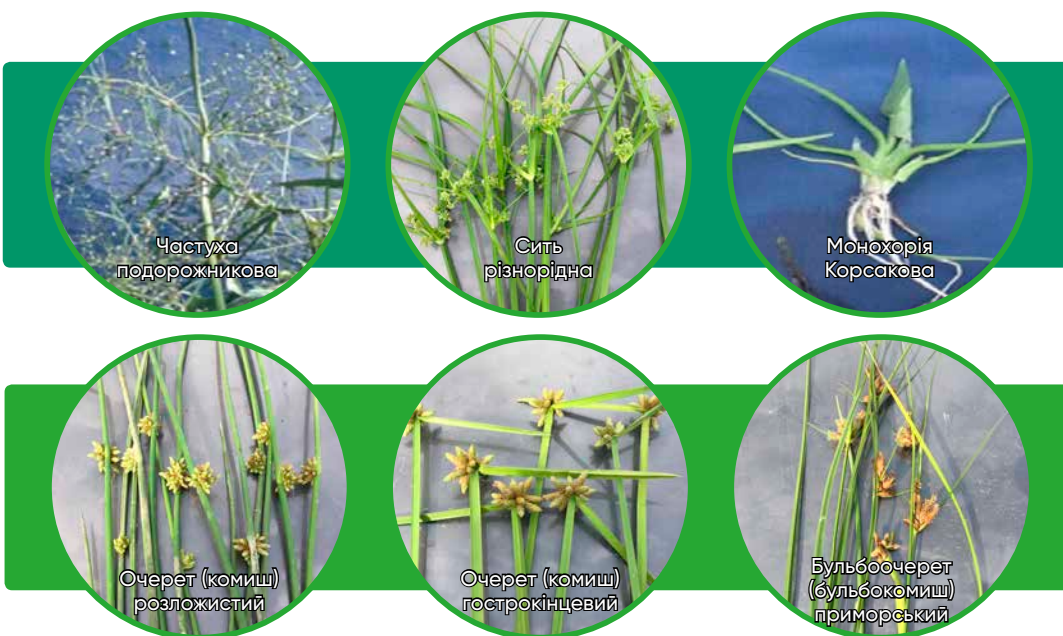 Частуха
подорожникова
Сить
різнорідна
Монохорія
Корсакова
Очерет (комиш)
розложистий
Очерет (комиш)
гострокінцевий
Бульбоочерет
(бульбокомиш)
приморський